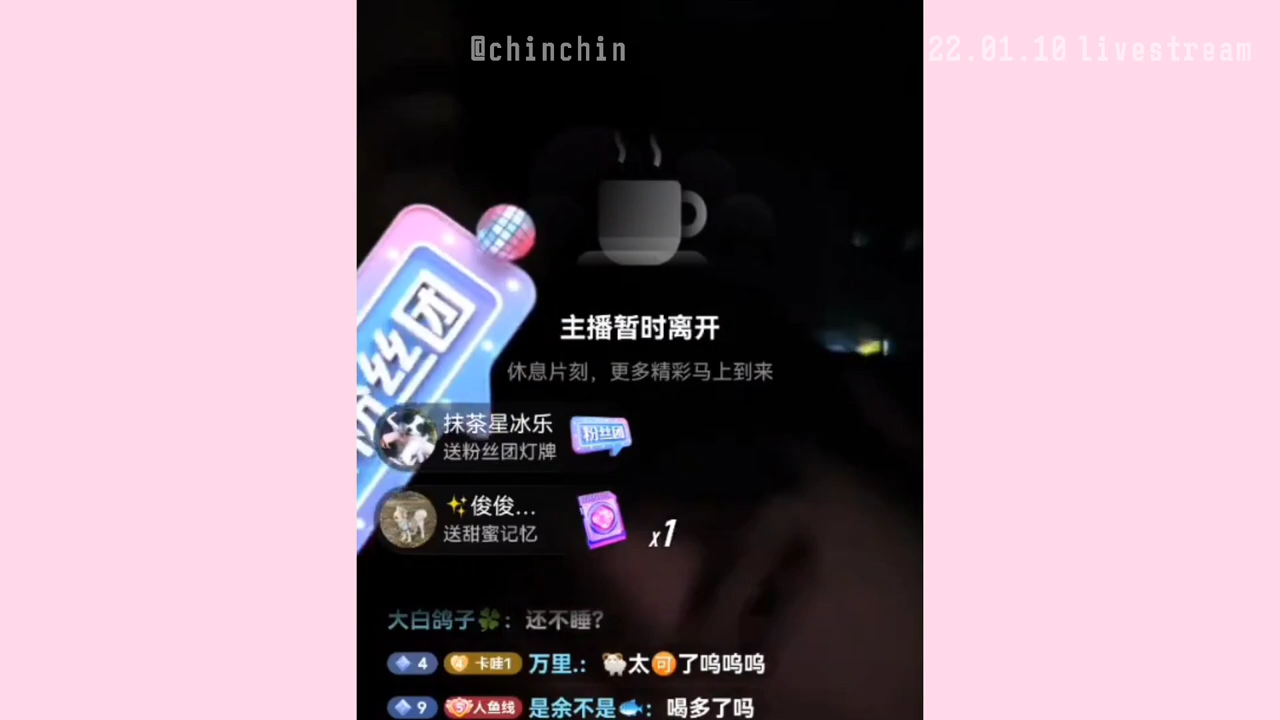 @chinchin
22.01.10 livestream
主播暂时离开
休息片刻，更多精彩马上到来
粉丝团
抹茶星冰乐
送粉丝团灯牌
粉丝团
✨俊俊...
送甜蜜记忆
x1
大白鸽子🍀：还不睡?
4 卡哇1 万里.：🐑太🉑了呜呜呜
9 5 人鱼线 是余不是🐟：喝多了吗